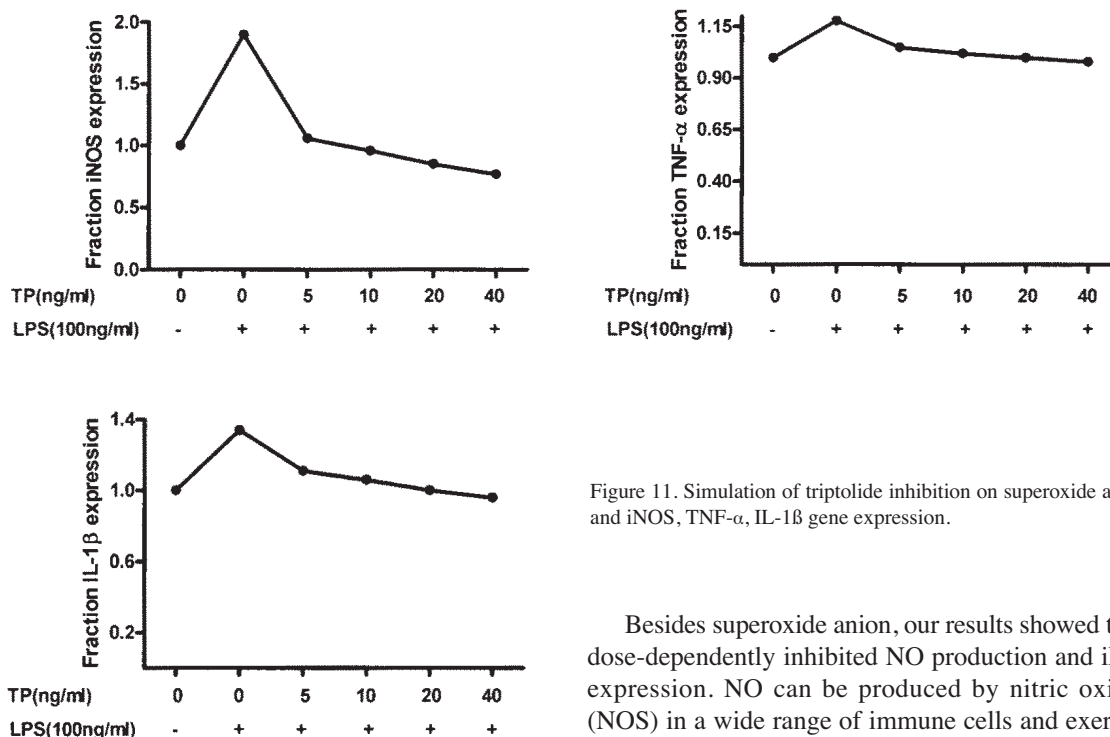 2.0
1.5
1.0
0.5
0.0
Fraction iNOS expression
TP(ng/ml) 0 0 5 10 20 40
LPS(100ng/ml) - + + + + +
1.15
0.90
0.65
0.40
0.15
Fraction TNF-α expression
TP(ng/ml) 0 0 5 10 20 40
LPS(100ng/ml) - + + + + +
1.4
1.0
0.6
0.2
Fraction IL-1β expression
TP(ng/ml) 0 0 5 10 20 40
LPS(100ng/ml) - + + + + +
Figure 11. Simulation of triptolide inhibition on superoxide a
and iNOS, TNF-α, IL-1ß gene expression.
Besides superoxide anion, our results showed t
dose-dependently inhibited NO production and i
expression. NO can be produced by nitric oxi
(NOS) in a wide range of immune cells and exer